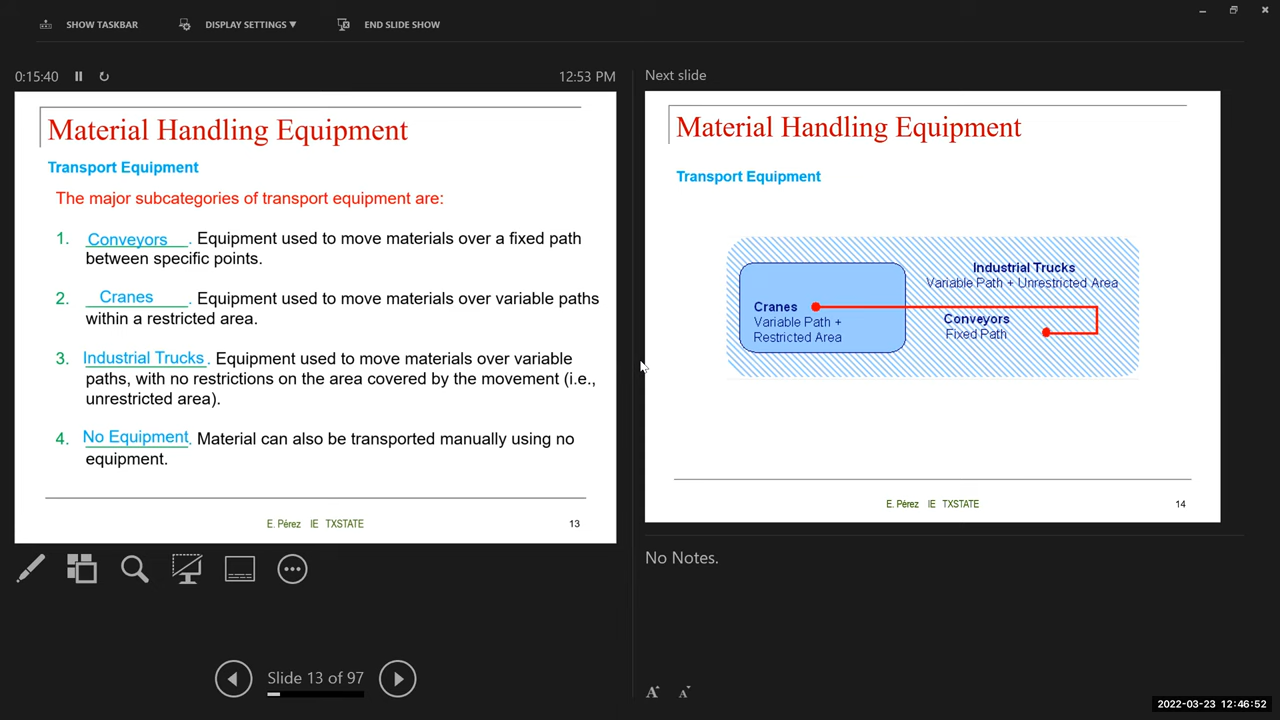 SHOW TASKBAR DISPLAY SETTINGS ▼ END SLIDE SHOW
0:15:40 12:53 PM
Material Handling Equipment
Transport Equipment
The major subcategories of transport equipment are:
1. Conveyors. Equipment used to move materials over a fixed path
between specific points.
2. Cranes. Equipment used to move materials over variable paths
within a restricted area.
3. Industrial Trucks. Equipment used to move materials over variable
paths, with no restrictions on the area covered by the movement (i.e.,
unrestricted area).
4. No Equipment. Material can also be transported manually using no
equipment.
E. Pérez IE TXSTATE 13
Slide 13 of 97
Next slide
Material Handling Equipment
Transport Equipment
Industrial Trucks
Variable Path + Unrestricted Area
Cranes
Variable Path +
Restricted Area
Conveyors
Fixed Path
E. Pérez IE TXSTATE 14
No Notes.
A A
2022-03-23 12:46:52